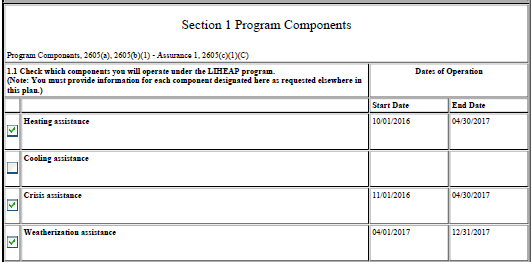 Section 1 Program Components
Program Components, 2605(a), 2605(b)(1) - Assurance 1, 2605(c)(1)(C)
1.1 Check which components you will operate under the LIHEAP program.
(Note: You must provide information for each component designated here as requested elsewhere in
this plan.)
Dates of Operation
Start Date End Date
Heating assistance 10/01/2016 04/30/2017
Cooling assistance
Crisis assistance 11/01/2016 04/30/2017
Weatherization assistance 04/01/2017 12/31/2017